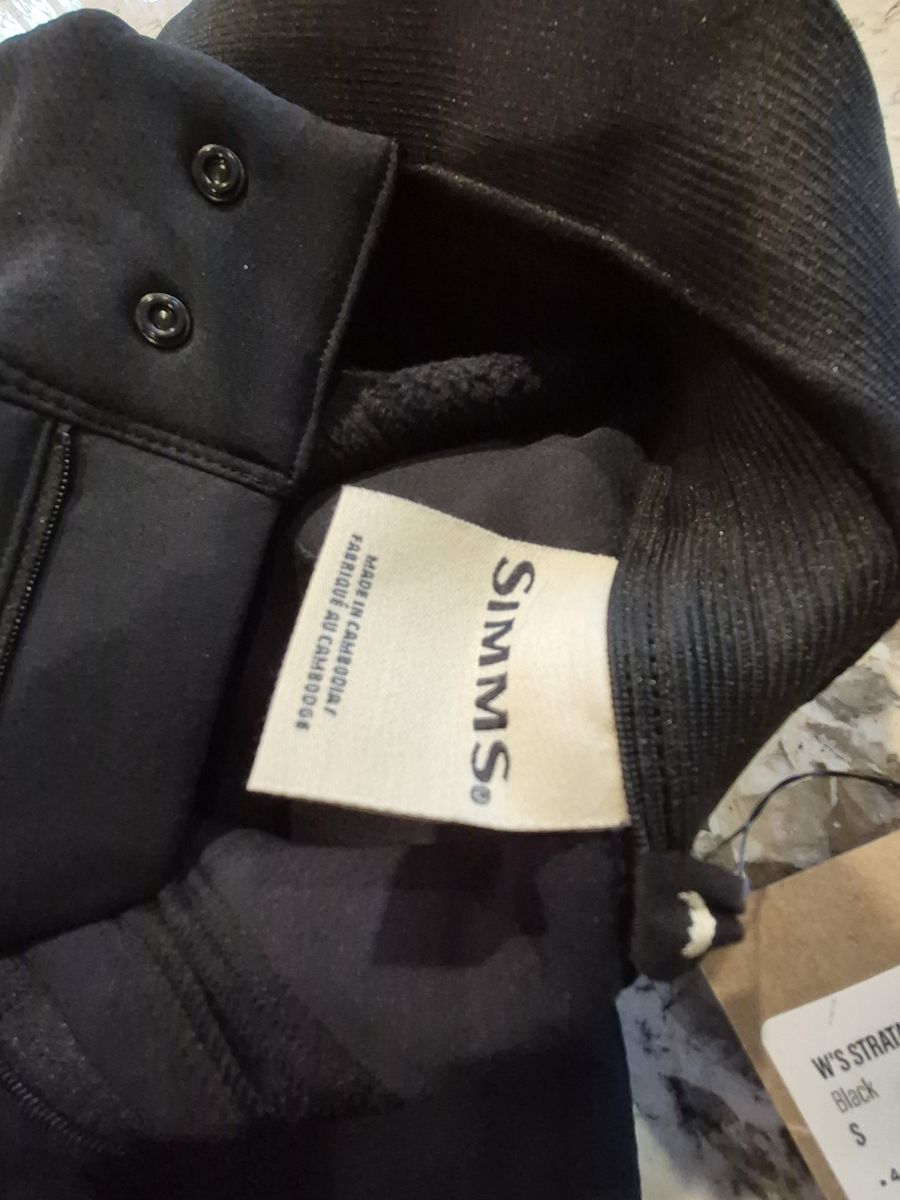 SIMMS®
MADE IN CAMBODIA/
FABRIQUÉ AU CAMBODGE
W'S STRAT
Black
S